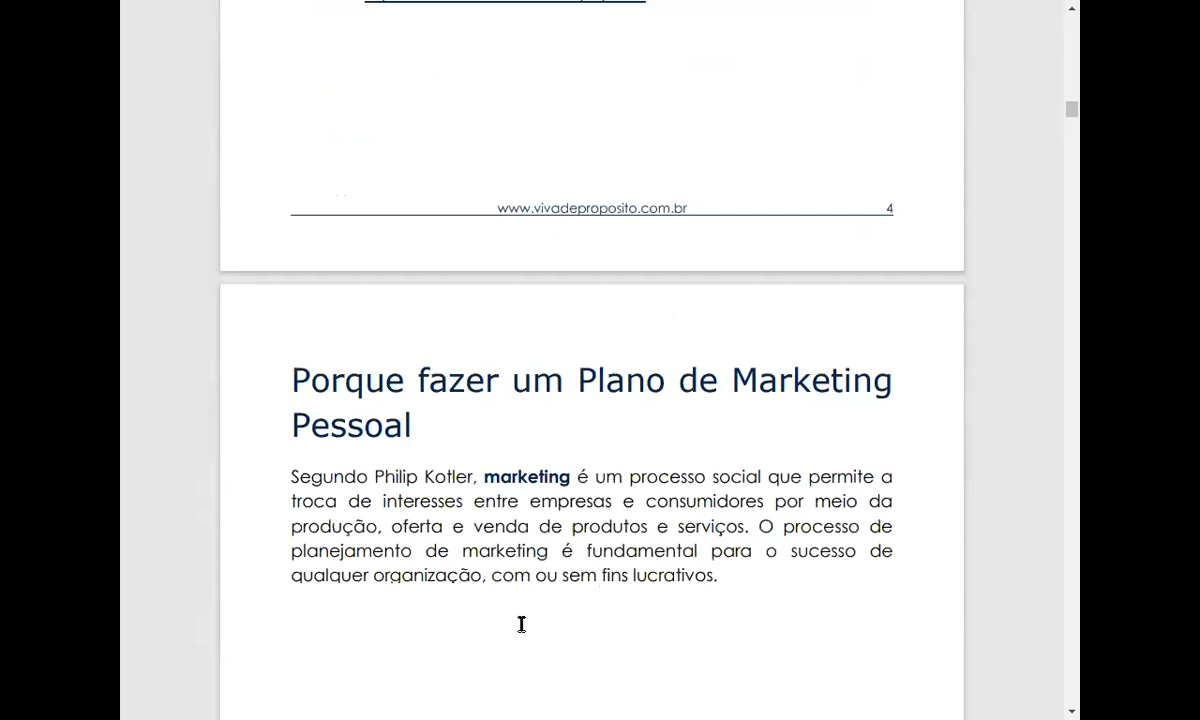 www.vivadeproposito.com.br 4
Porque fazer um Plano de Marketing
Pessoal
Segundo Philip Kotler, marketing é um processo social que permite a
troca de interesses entre empresas e consumidores por meio da
produção, oferta e venda de produtos e serviços. O processo de
planejamento de marketing é fundamental para o sucesso de
qualquer organização, com ou sem fins lucrativos.